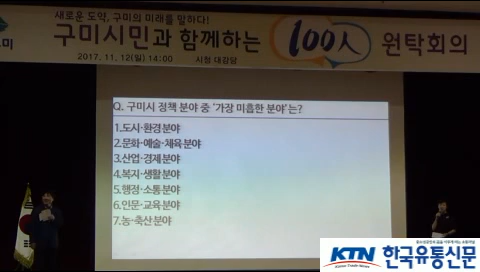 새로운 도약, 구미의 미래를 말하다!
구미시민과 함께하는 100人 원탁회의
2017. 11. 12(일) 14:00 시청 대강당
Q. 구미시 정책 분야 중 '가장 미흡한 분야'는?
1.도시·환경 분야
2.문화·예술·체육 분야
3.산업·경제 분야
4.복지·생활 분야
5.행정·소통 분야
6.인문·교육 분야
7.농·축산 분야
KTN 한국유통신문